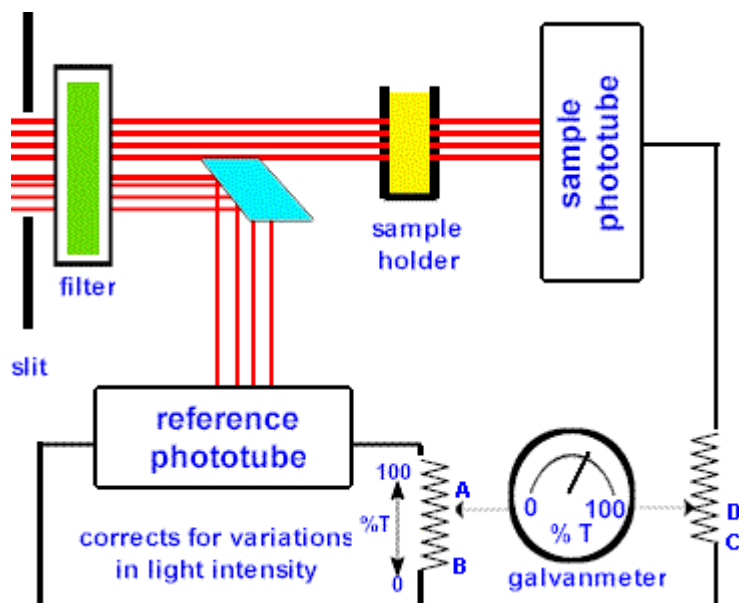 sample
phototube
sample
holder
filter
slit
reference
phototube
100
A
%T
B
0
0
100
% T
D
C
corrects for variations
in light intensity
galvanmeter